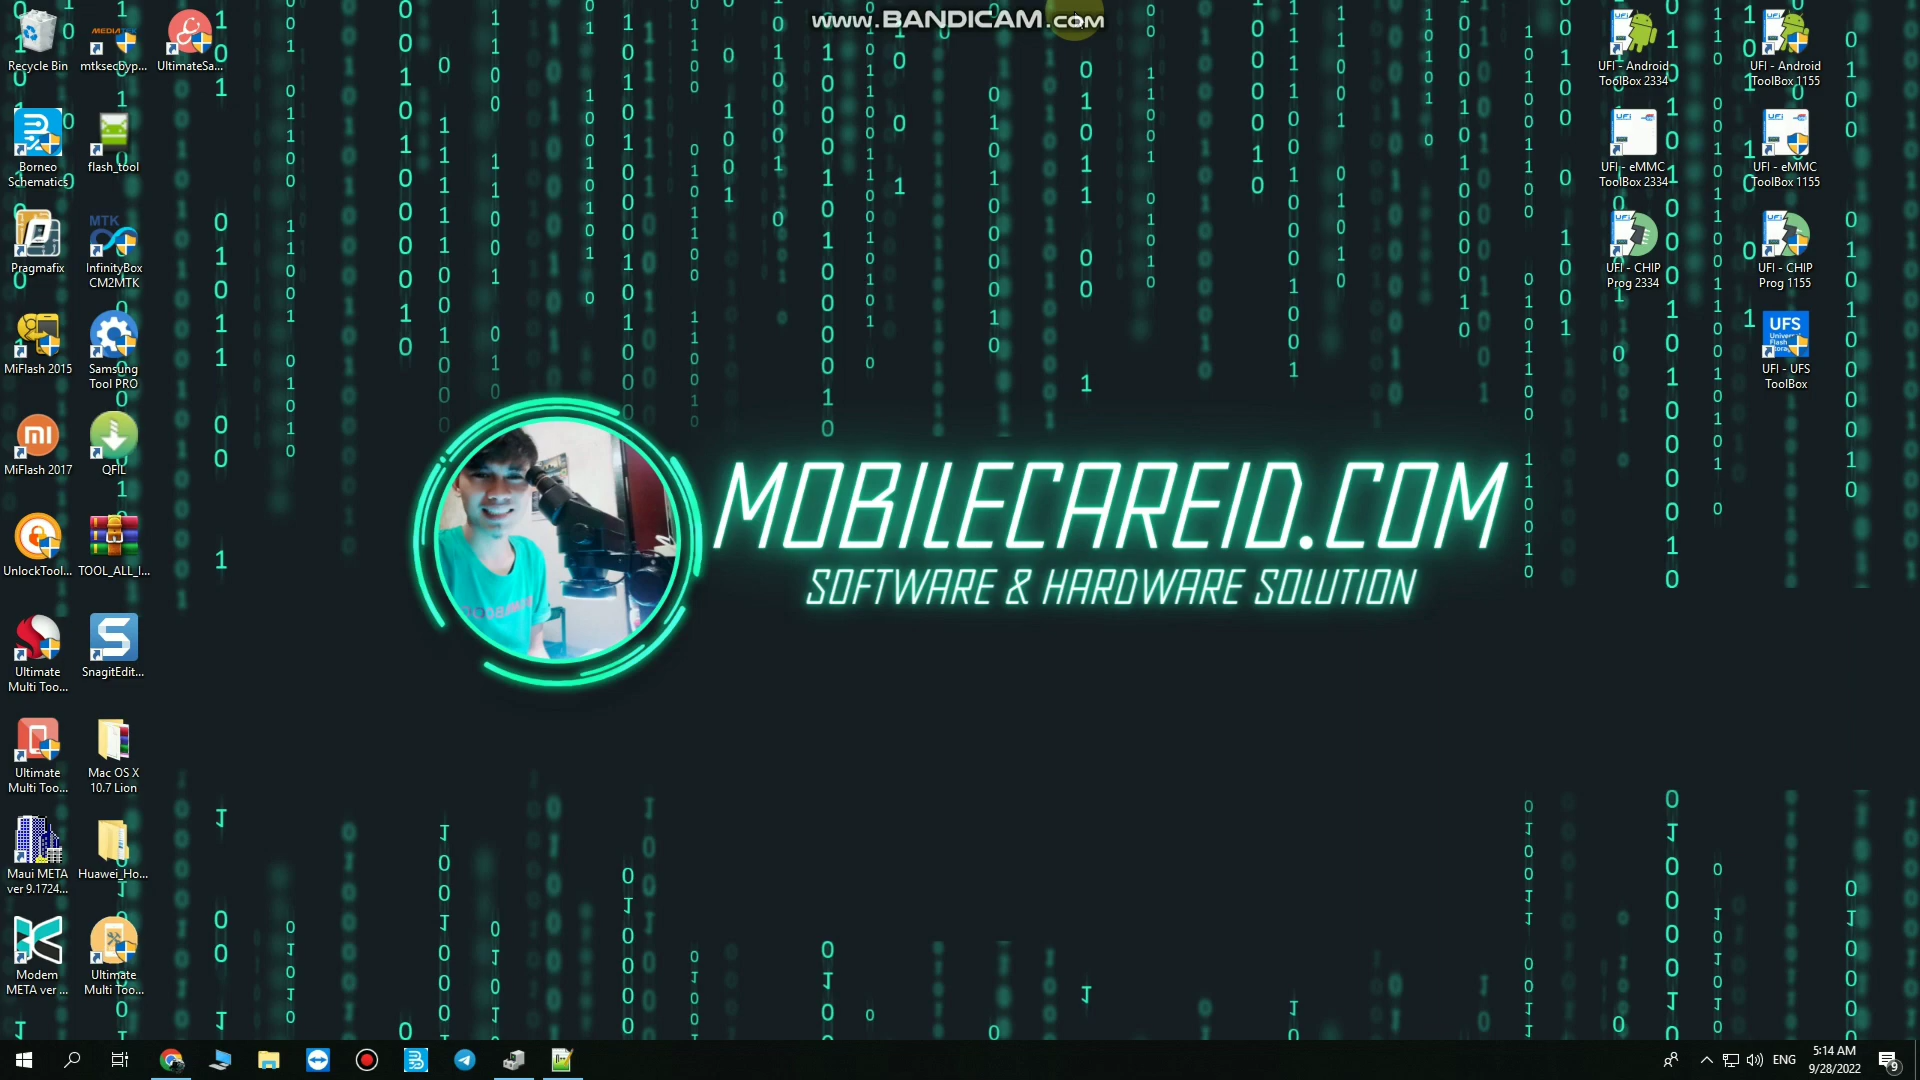 www.BANDICAM.com
Recycle Bin
mtksecbyp...
UltimateSa...
Borneo
Schematics
flash_tool
Pragmafix
InfinityBox
CM2MTK
MiFlash 2015
Samsung
Tool PRO
MiFlash 2017
QFIL
UnlockTool...
TOOL_ALL_I...
Ultimate
Multi Too...
SnagitEdit...
Ultimate
Multi Too...
Mac OS X
10.7 Lion
Maui META
ver 9.1724...
Huawei_Ho...
Modem
META ver ...
Ultimate
Multi Too...
UFI - Android
ToolBox 2334
UFI - Android
ToolBox 1155
UFI - eMMC
ToolBox 2334
UFI - eMMC
ToolBox 1155
UFI - CHIP
Prog 2334
UFI - CHIP
Prog 1155
UFS
UFI - UFS
ToolBox
MOBILECAREID.COM
SOFTWARE & HARDWARE SOLUTION
ENG
5:14 AM
9/28/2022
9